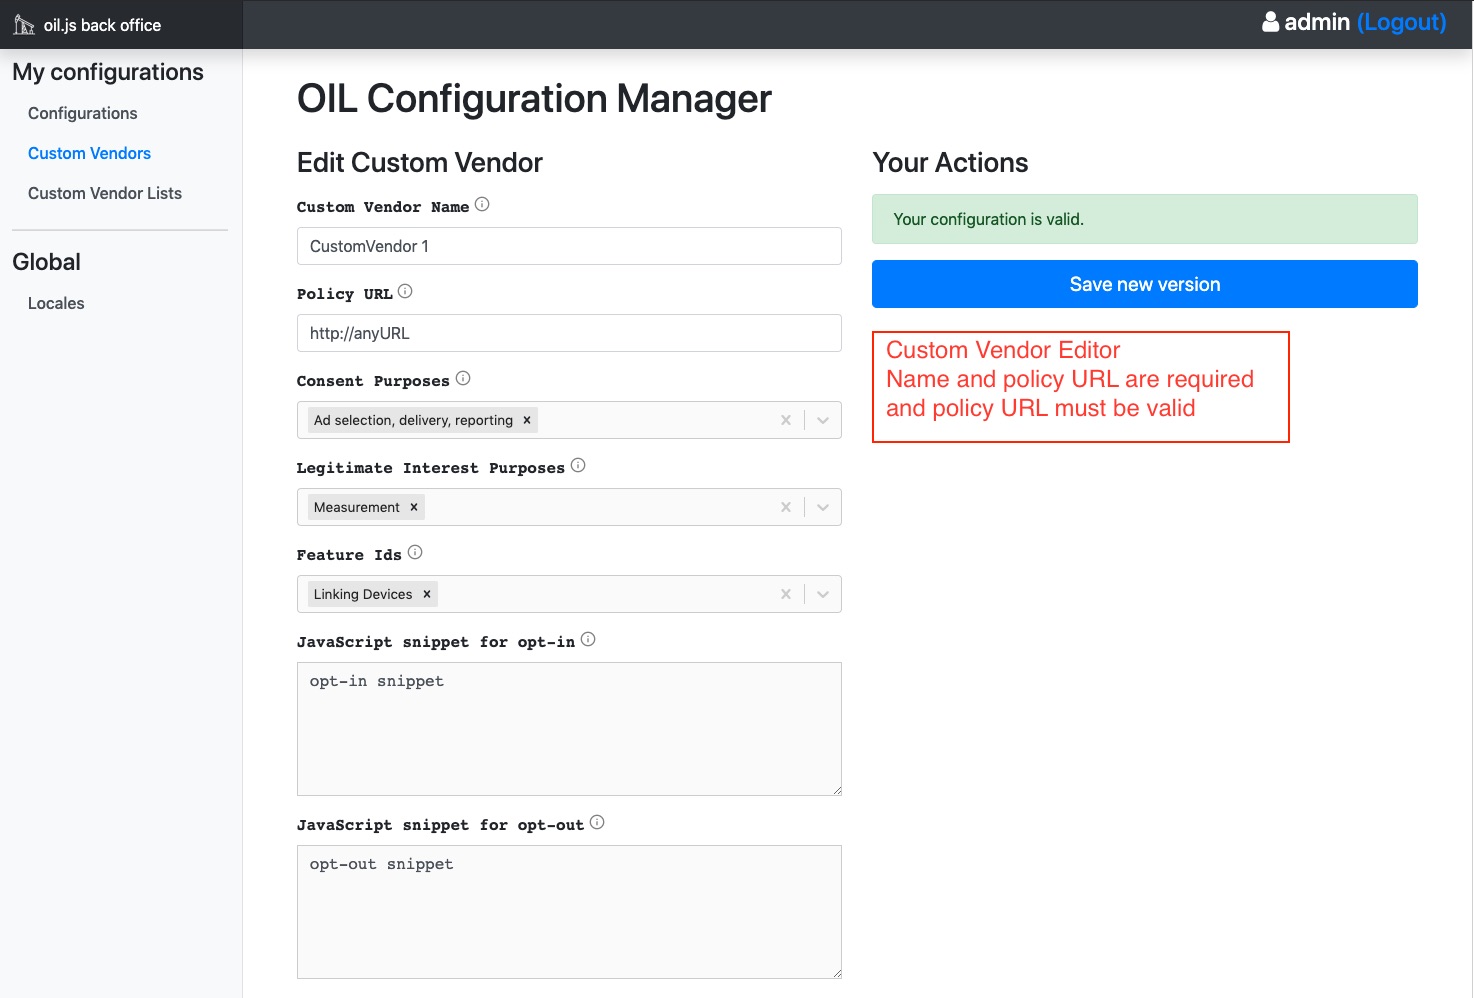 oil.js back office
admin (Logout)
My configurations
Configurations
Custom Vendors
Custom Vendor Lists
Global
Locales
OIL Configuration Manager
Edit Custom Vendor
Custom Vendor Name
CustomVendor 1
Policy URL
http://anyURL
Consent Purposes
Ad selection, delivery, reporting ×
Legitimate Interest Purposes
Measurement ×
Feature Ids
Linking Devices ×
JavaScript snippet for opt-in
opt-in snippet
JavaScript snippet for opt-out
opt-out snippet
Your Actions
Your configuration is valid.
Save new version
Custom Vendor Editor
Name and policy URL are required
and policy URL must be valid